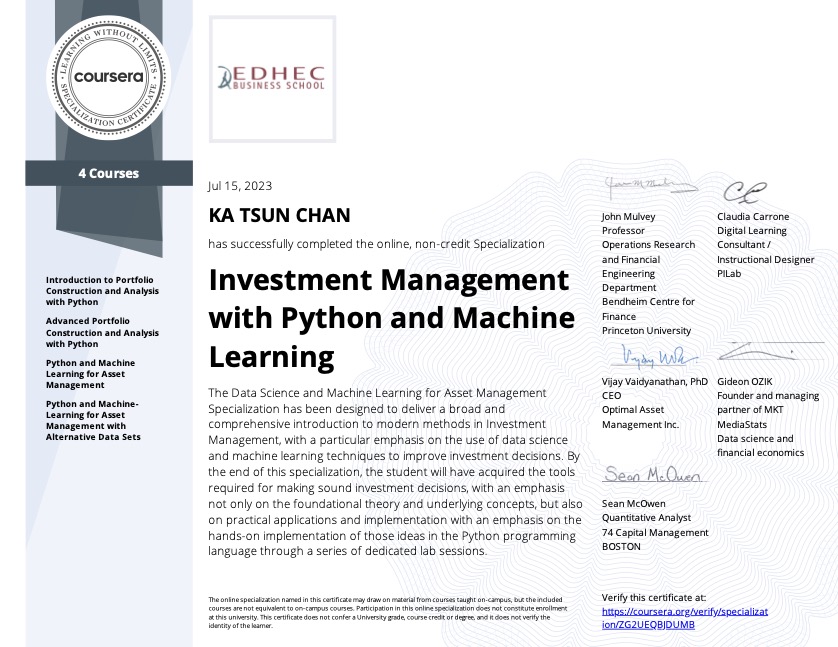 LEARNING WITHOUT LIMITS
coursera
SPECIALIZATION CERTIFICATE
4 Courses
Introduction to Portfolio
Construction and Analysis
with Python
Advanced Portfolio
Construction and Analysis
with Python
Python and Machine
Learning for Asset
Management
Python and Machine-
Learning for Asset
Management with
Alternative Data Sets
EDHEC
BUSINESS SCHOOL
Jul 15, 2023
KA TSUN CHAN
has successfully completed the online, non-credit Specialization
Investment Management
with Python and Machine
Learning
The Data Science and Machine Learning for Asset Management
Specialization has been designed to deliver a broad and
comprehensive introduction to modern methods in Investment
Management, with a particular emphasis on the use of data science
and machine learning techniques to improve investment decisions. By
the end of this specialization, the student will have acquired the tools
required for making sound investment decisions, with an emphasis
not only on the foundational theory and underlying concepts, but also
on practical applications and implementation with an emphasis on the
hands-on implementation of those ideas in the Python programming
language through a series of dedicated lab sessions.
The online specialization named in this certificate may draw on material from courses taught on-campus, but the included
courses are not equivalent to on-campus courses. Participation in this online specialization does not constitute enrollment
at this university. This certificate does not confer a University grade, course credit or degree, and it does not verify the
identity of the learner.
John Mulvey
Professor
Operations Research
and Financial
Engineering
Department
Bendheim Centre for
Finance
Princeton University
Claudia Carrone
Digital Learning
Consultant /
Instructional Designer
PILab
Vijay Vaidyanathan, PhD
CEO
Optimal Asset
Management Inc.
Gideon OZIK
Founder and managing
partner of MKT
MediaStats
Data science and
financial economics
Sean McOwen
Sean McOwen
Quantitative Analyst
74 Capital Management
BOSTON
Verify this certificate at:
https://coursera.org/verify/specializat
ion/ZG2UEQBJDUMB